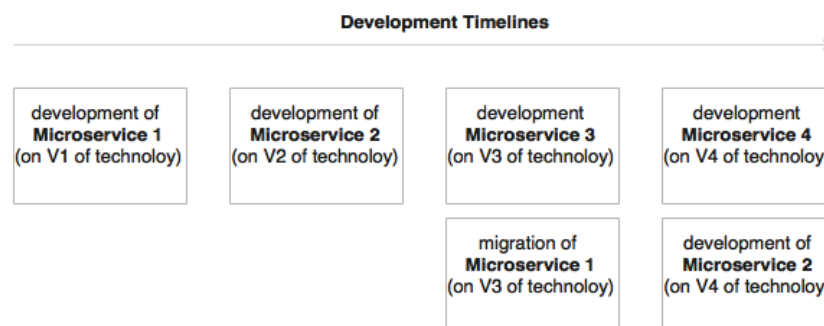 Development Timelines
development of
Microservice 1
(on V1 of technoloy)
development of
Microservice 2
(on V2 of technoloy)
development
Microservice 3
(on V3 of technoloy)
development
Microservice 4
(on V4 of technoloy
migration of
Microservice 1
(on V3 of technoloy)
development of
Microservice 2
(on V4 of technoloy